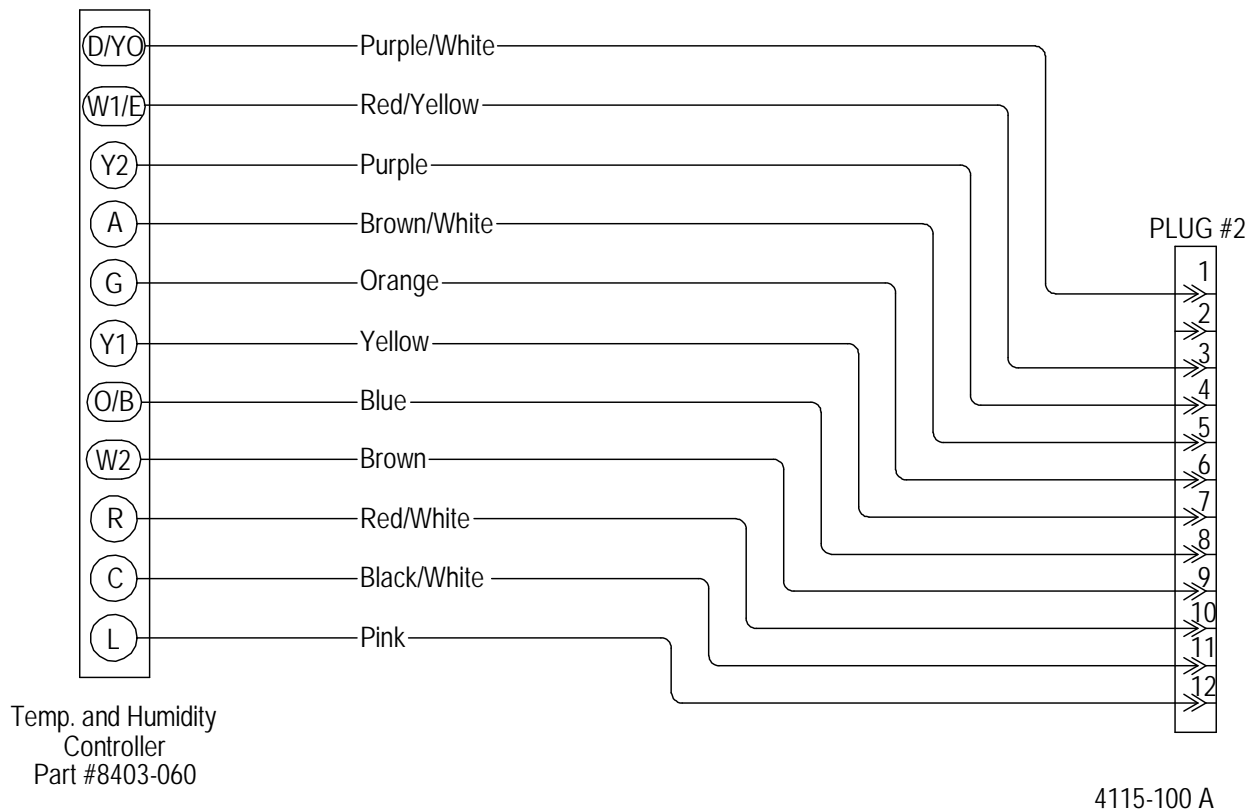 D/YO Purple/White
W1/E Red/Yellow
Y2 Purple
A Brown/White
G Orange
Y1 Yellow
O/B Blue
W2 Brown
R Red/White
C Black/White
L Pink
Temp. and Humidity
Controller
Part #8403-060
PLUG #2
1
2
3
4
5
6
7
8
9
10
11
12
4115-100 A